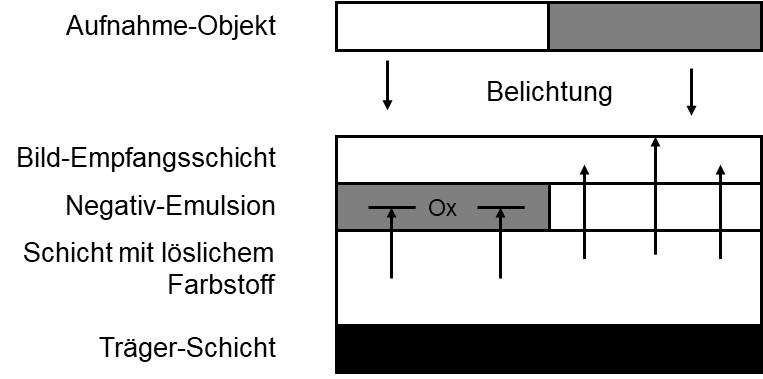 Aufnahme-Objekt
Belichtung
Bild-Empfangsschicht
Negativ-Emulsion
Ox
Schicht mit löslichem
Farbstoff
Träger-Schicht